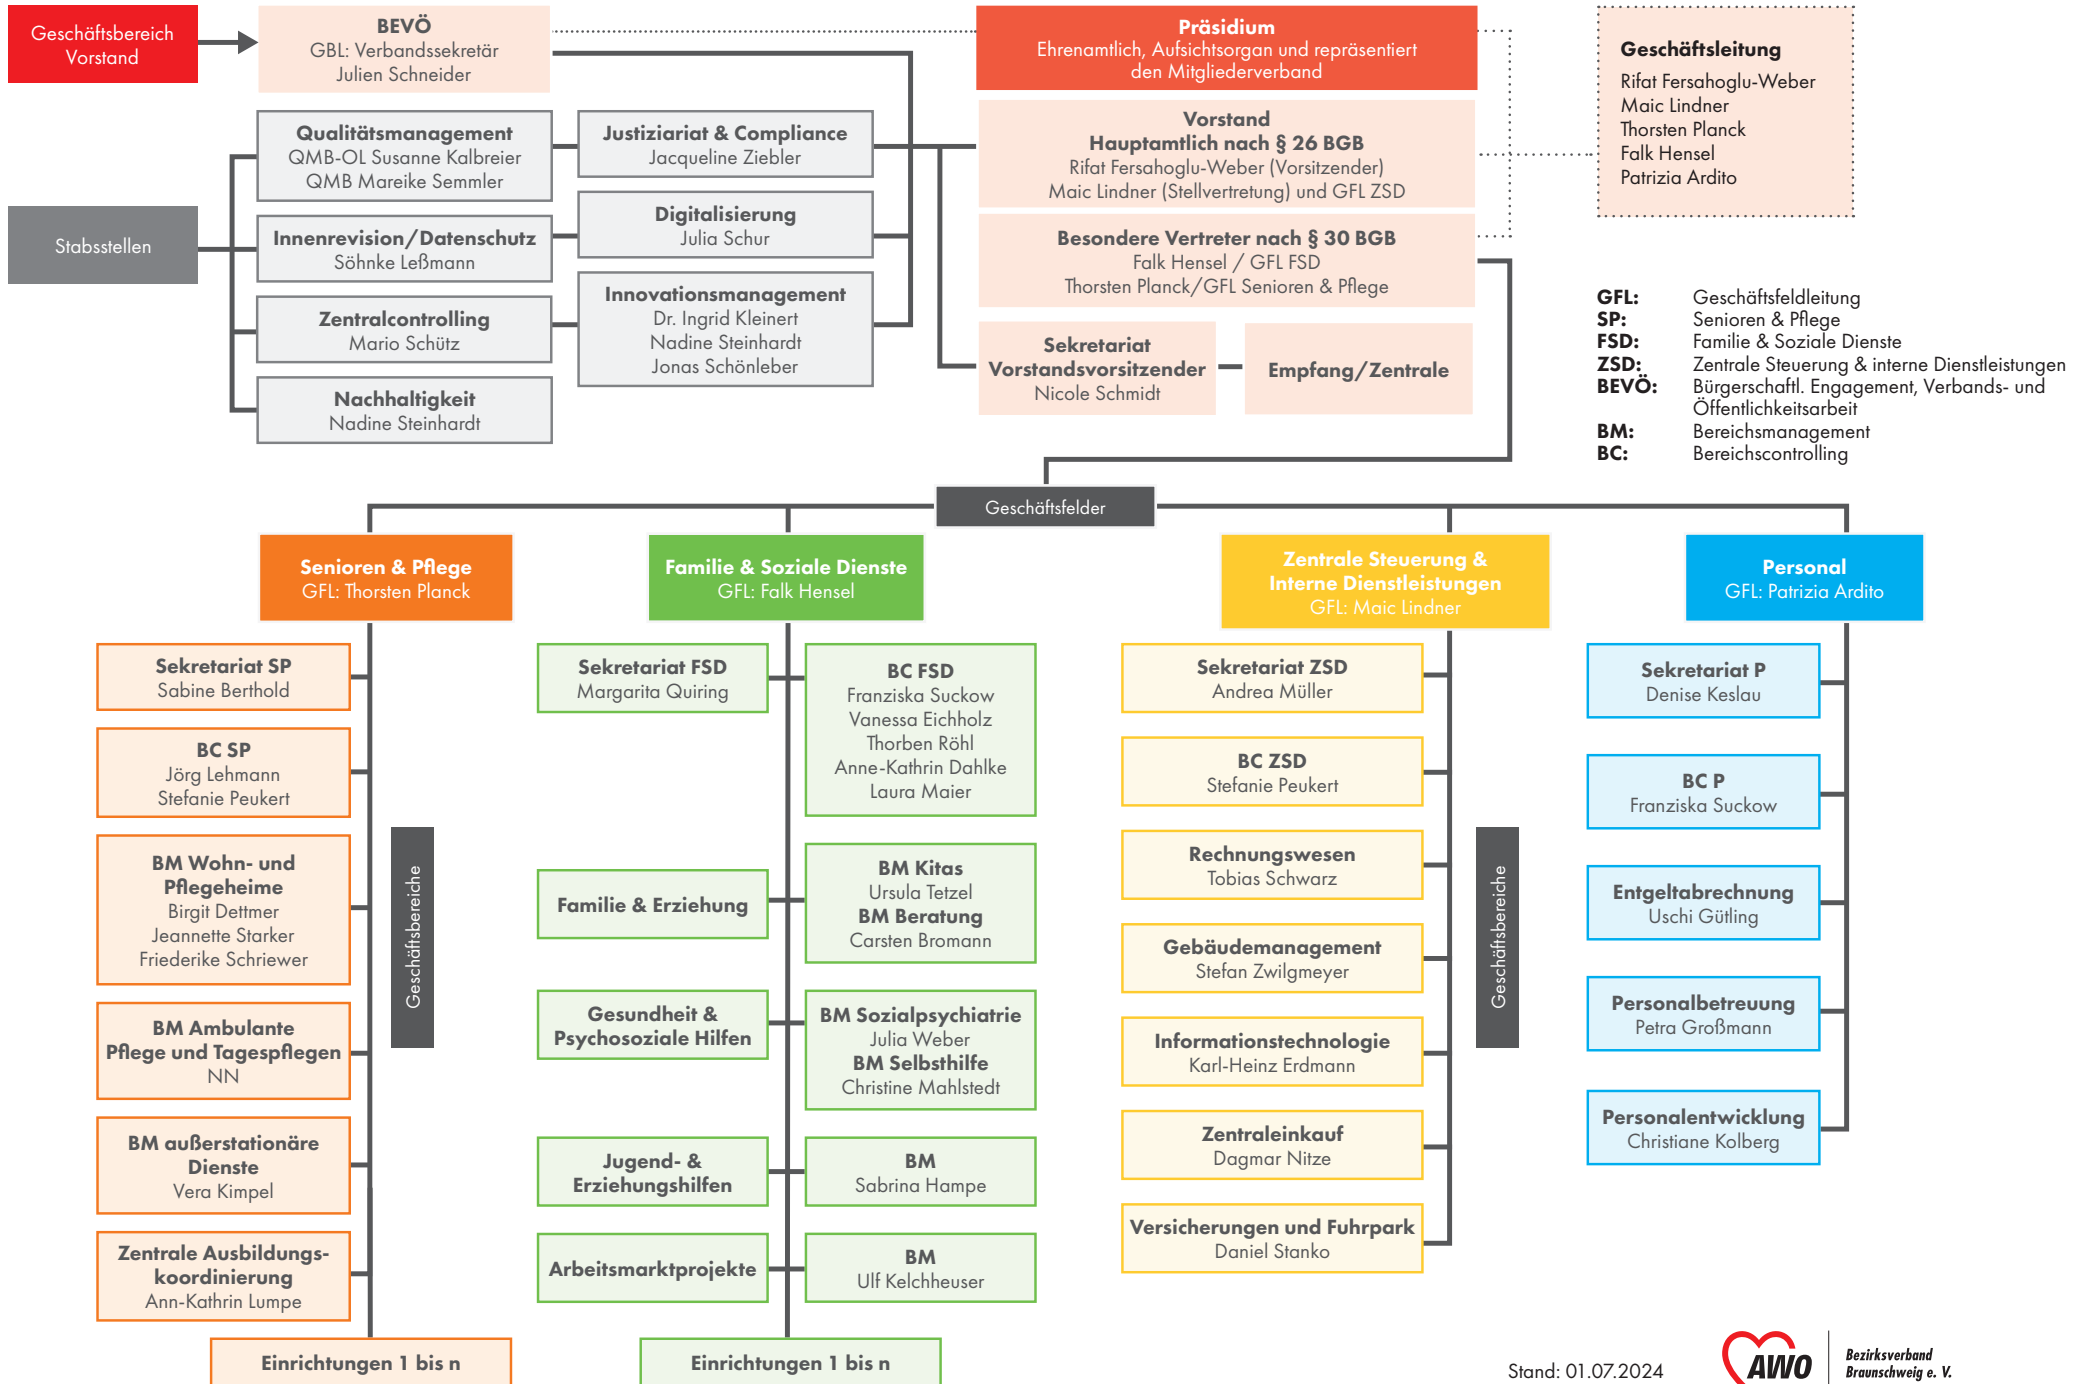 Geschäftsbereich
Vorstand
BEVÖ
GBL: Verbandssekretär
Julien Schneider
Präsidium
Ehrenamtlich, Aufsichtsorgan und repräsentiert
den Mitgliederverband
Geschäftsleitung
Rifat Fersahoglu-Weber
Maic Lindner
Thorsten Planck
Falk Hensel
Patrizia Ardito
Stabsstellen
Qualitätsmanagement
QMB-OL Susanne Kalbreier
QMB Mareike Semmler
Justiziariat & Compliance
Jacqueline Ziebler
Innenrevision/Datenschutz
Söhnke Leßmann
Digitalisierung
Julia Schur
Zentralcontrolling
Mario Schütz
Innovationsmanagement
Dr. Ingrid Kleinert
Nadine Steinhardt
Jonas Schönleber
Nachhaltigkeit
Nadine Steinhardt
Vorstand
Hauptamtlich nach § 26 BGB
Rifat Fersahoglu-Weber (Vorsitzender)
Maic Lindner (Stellvertretung) und GFL ZSD
Besondere Vertreter nach § 30 BGB
Falk Hensel / GFL FSD
Thorsten Planck/GFL Senioren & Pflege
Sekretariat
Vorstandsvorsitzender
Nicole Schmidt
Empfang/Zentrale
GFL: Geschäftsfeldleitung
SP: Senioren & Pflege
FSD: Familie & Soziale Dienste
ZSD: Zentrale Steuerung & interne Dienstleistungen
BEVÖ: Bürgerschaftl. Engagement, Verbands- und
Öffentlichkeitsarbeit
BM: Bereichsmanagement
BC: Bereichscontrolling
Geschäftsfelder
Senioren & Pflege
GFL: Thorsten Planck
Sekretariat SP
Sabine Berthold
BC SP
Jörg Lehmann
Stefanie Peukert
BM Wohn- und
Pflegeheime
Birgit Dettmer
Jeannette Starker
Friederike Schriewer
BM Ambulante
Pflege und Tagespflegen
NN
BM außerstationäre
Dienste
Vera Kimpel
Zentrale Ausbildungs-
koordinierung
Ann-Kathrin Lumpe
Einrichtungen 1 bis n
Geschäftsbereiche
Familie & Soziale Dienste
GFL: Falk Hensel
Sekretariat FSD
Margarita Quiring
BC FSD
Franziska Suckow
Vanessa Eichholz
Thorben Röhl
Anne-Kathrin Dahlke
Laura Maier
Familie & Erziehung
BM Kitas
Ursula Tetzel
BM Beratung
Carsten Bromann
Gesundheit &
Psychosoziale Hilfen
BM Sozialpsychiatrie
Julia Weber
BM Selbsthilfe
Christine Mahlstedt
Jugend- &
Erziehungshilfen
BM
Sabrina Hampe
Arbeitsmarktprojekte
BM
Ulf Kelchheuser
Einrichtungen 1 bis n
Zentrale Steuerung &
Interne Dienstleistungen
GFL: Maic Lindner
Sekretariat ZSD
Andrea Müller
BC ZSD
Stefanie Peukert
Rechnungswesen
Tobias Schwarz
Gebäudemanagement
Stefan Zwilgmeyer
Informationstechnologie
Karl-Heinz Erdmann
Zentraleinkauf
Dagmar Nitze
Versicherungen und Fuhrpark
Daniel Stanko
Geschäftsbereiche
Personal
GFL: Patrizia Ardito
Sekretariat P
Denise Keslau
BC P
Franziska Suckow
Entgeltabrechnung
Uschi Gütling
Personalbetreuung
Petra Großmann
Personalentwicklung
Christiane Kolberg
Stand: 01.07.2024
AWO
Bezirksverband
Braunschweig e. V.